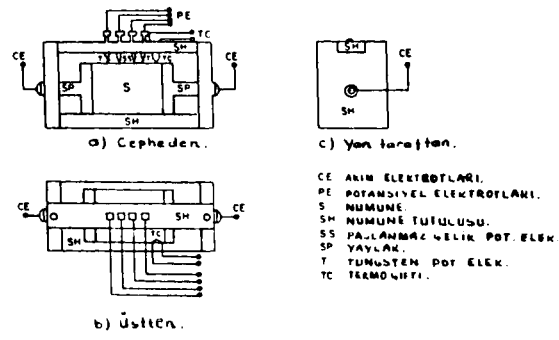 PE
TC
SH
CE
CE
T SS T TC
SP S SP
SH
a) Cepheden.
SH
CE
SH
c) Yan taraftan.
CE SH CE
SH TC
b) Üstten.
CE AKIM ELEKTROTLARI.
PE POTANSİYEL ELEKTROTLARI.
S NUMUNE.
SH NUMUNE TUTUCUSU.
SS PASLANMAZ ÇELİK POT. ELEK.
SP YAYLAR.
T TUNGSTEN POT ELEK.
TC TERMOÇİFTİ.